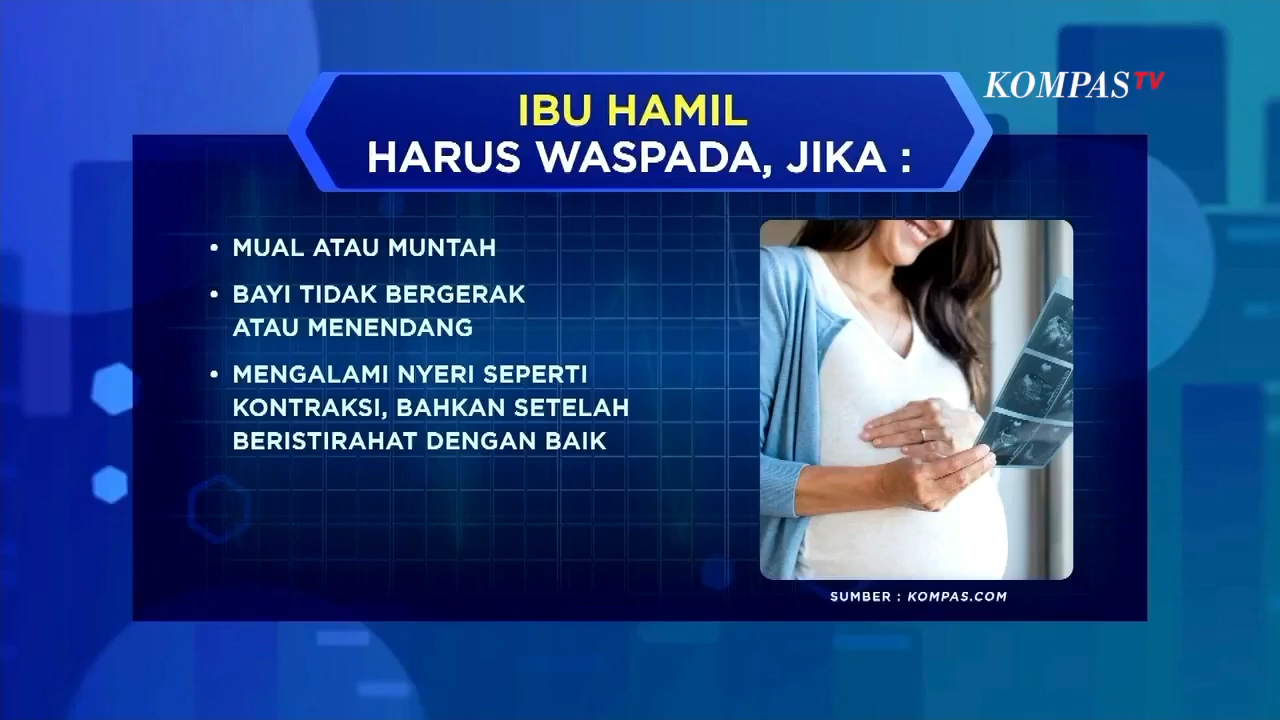 KOMPAS TV
IBU HAMIL
HARUS WASPADA, JIKA :
• MUAL ATAU MUNTAH
• BAYI TIDAK BERGERAK
ATAU MENENDANG
• MENGALAMI NYERI SEPERTI
KONTRAKSI, BAHKAN SETELAH
BERISTIRAHAT DENGAN BAIK
SUMBER : KOMPAS.COM